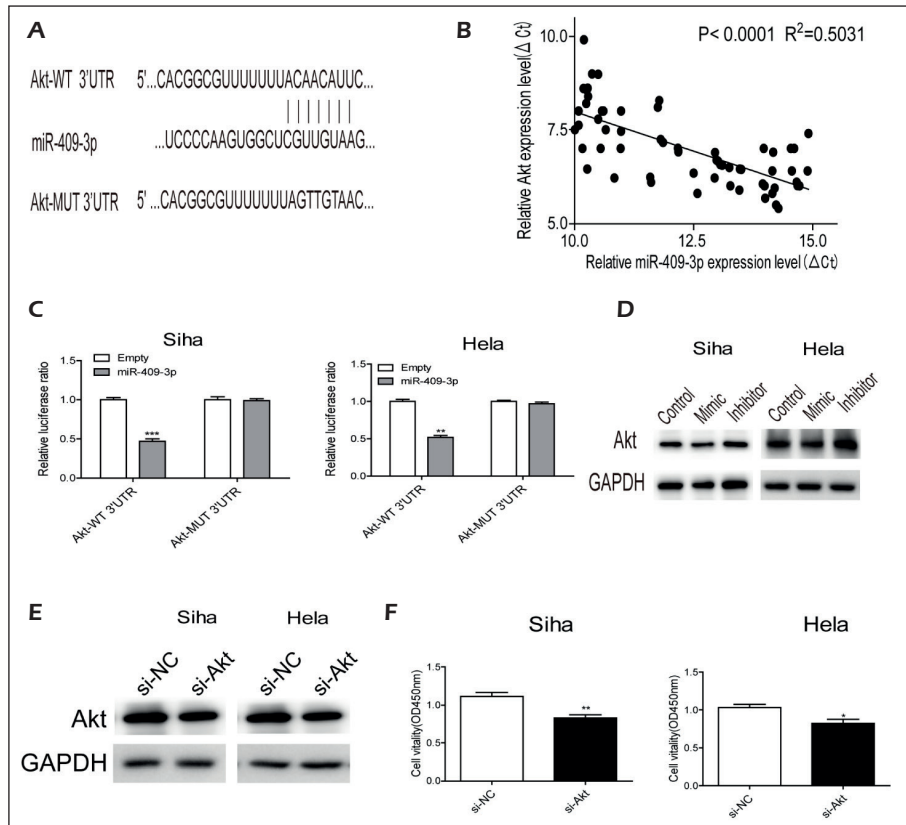 A
Akt-WT 3'UTR 5'...CACGGCGUUUUUUUACAACAUUC...
miR-409-3p ...UCCCCAAGUGGCUCGUUGUAAG
Akt-MUT 3'UTR 5'...CACGGCGUUUUUUUAGTTGTAAC...
B
P< 0.0001 R²=0.5031
Relative Akt expression level(Δ Ct)
10.0
7.5
5.0
10.0 12.5 15.0
Relative miR-409-3p expression level(ΔCt)
C
Siha
Empty
miR-409-3p
Relative luciferase ratio
1.5
1.0
0.5
0.0
***
Akt-WT 3'UTR
Akt-MUT 3'UTR
Hela
Empty
miR-409-3p
Relative luciferase ratio
1.5
1.0
0.5
0.0
**
Akt-WT 3'UTR
Akt-MUT 3'UTR
D
Siha Hela
Control Mimic Inhibitor Control Mimic Inhibitor
Akt
GAPDH
E
Siha Hela
si-NC si-Akt si-NC si-Akt
Akt
GAPDH
F
Siha
Cell vitality(OD450nm)
1.5
1.0
0.5
0.0
**
si-NC
si-Akt
Hela
Cell vitality(OD450nm)
1.5
1.0
0.5
0.0
*
si-NC
si-Akt